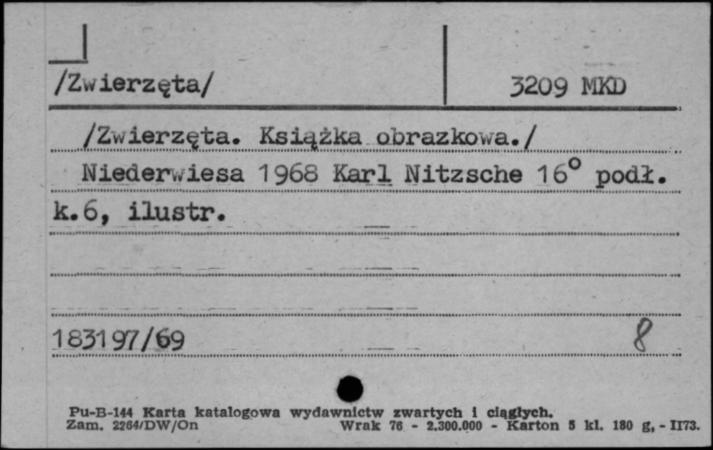 /Zwierzęta/ 3209 MKD
/Zwierzęta. Książka obrazkowa./
Niederwiesa 1968 Karl Nitzsche 16° podł.
k.6, ilustr.
183197/69 8
Pu-B-144 Karta katalogowa wydawnictw zwartych i ciągłych.
Zam. 2264/DW/On Wrak 76 - 2.300.000 - Karton 5 kl. 180 g. - II73.